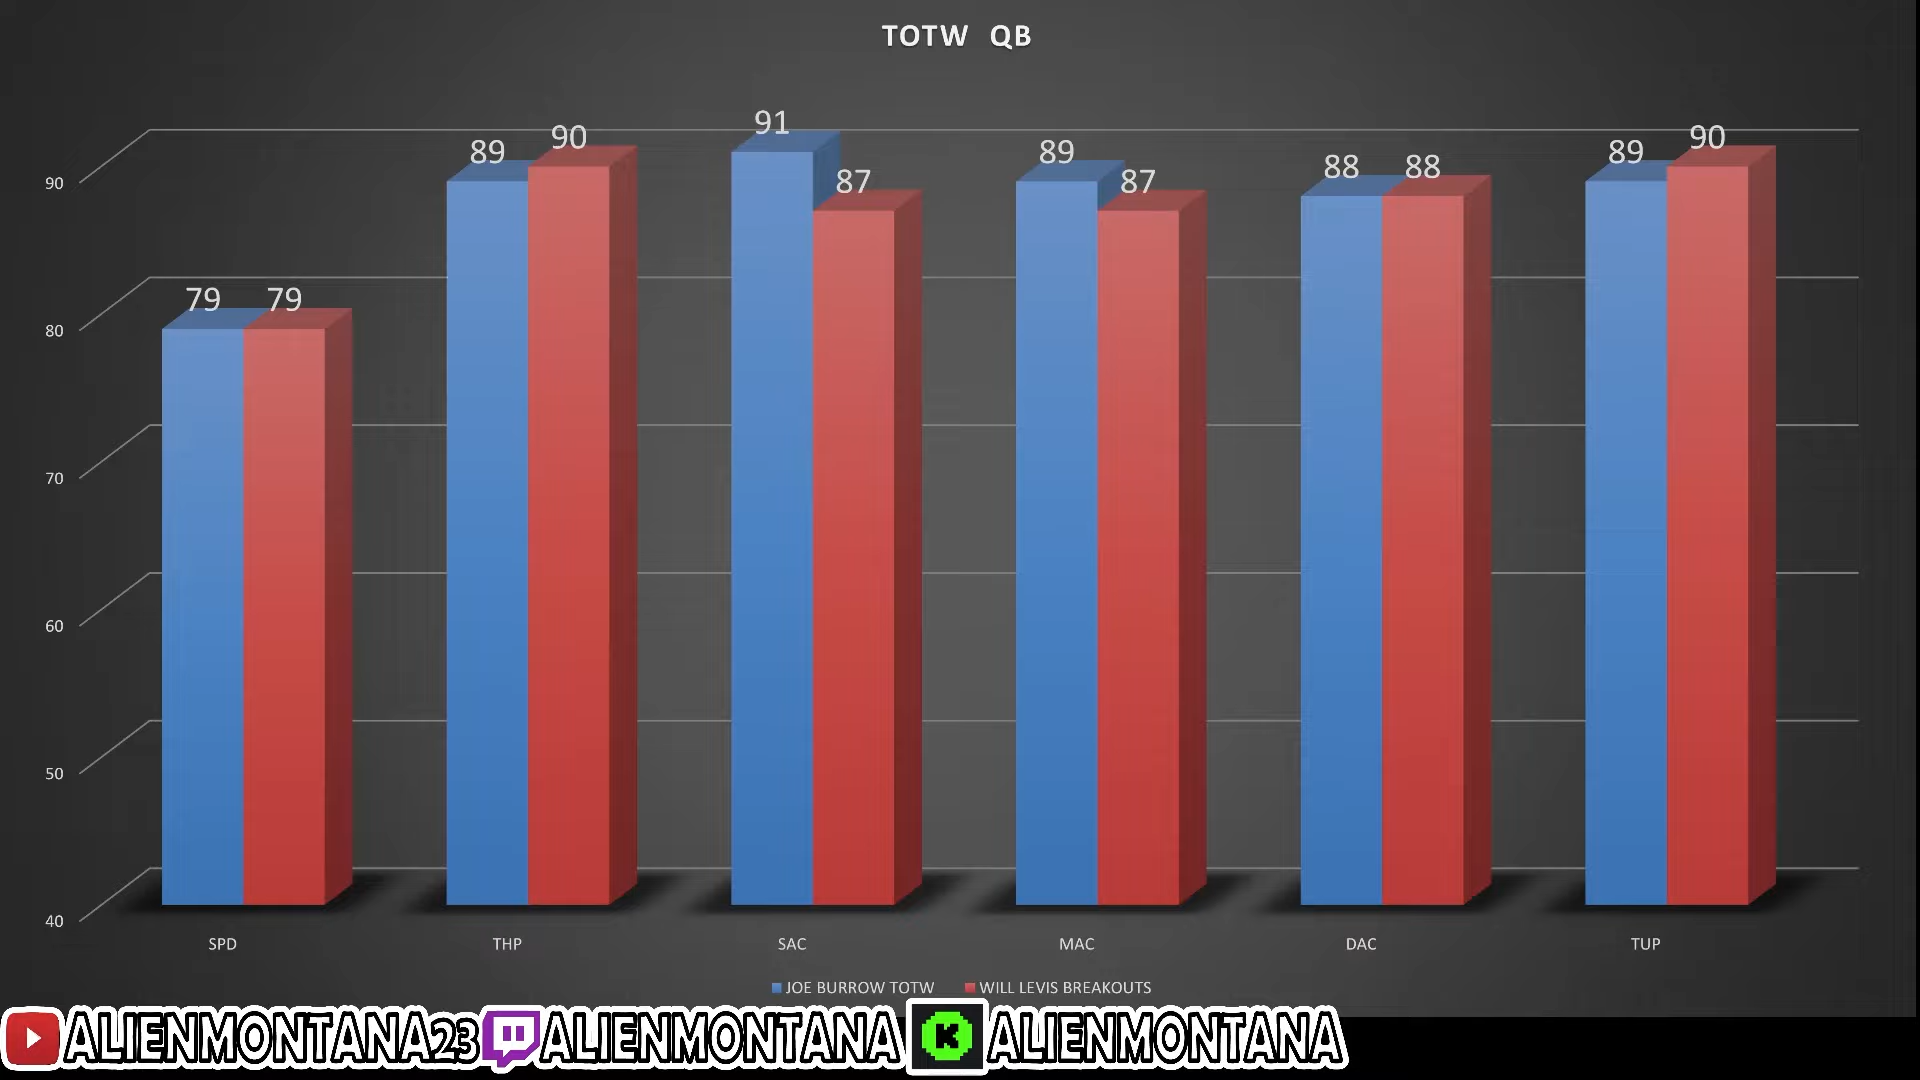 TOTW QB
91
89 90 89 89 90
87 87 88 88
90
79 79
80
70
60
50
40
SPD THP SAC MAC DAC TUP
JOE BURROW TOTW WILL LEVIS BREAKOUTS
ALIENMONTANA23 ALIENMONTANA K ALIENMONTANA